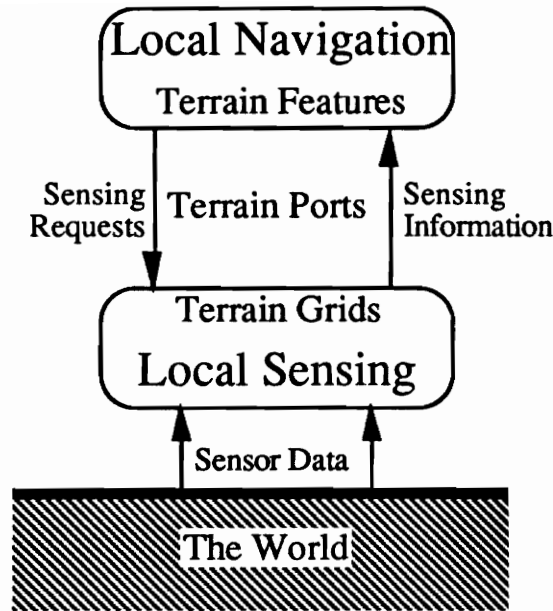 Local Navigation
Terrain Features
Sensing
Requests
Terrain Ports
Sensing
Information
Terrain Grids
Local Sensing
Sensor Data
The World